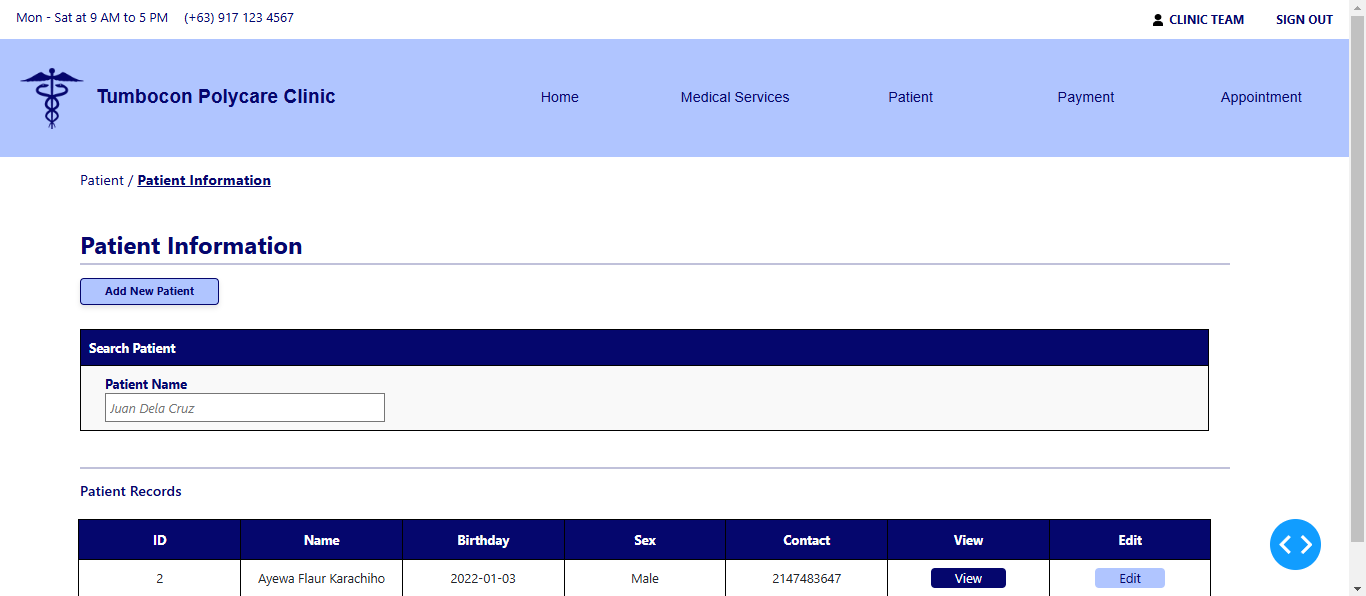 Mon - Sat at 9 AM to 5 PM (+63) 917 123 4567 CLINIC TEAM SIGN OUT
Tumbocon Polycare Clinic Home Medical Services Patient Payment Appointment
Patient / Patient Information
Patient Information
Add New Patient
Search Patient
Patient Name
Juan Dela Cruz
Patient Records
ID Name Birthday Sex Contact View Edit
2 Ayewa Flaur Karachiho 2022-01-03 Male 2147483647 View Edit